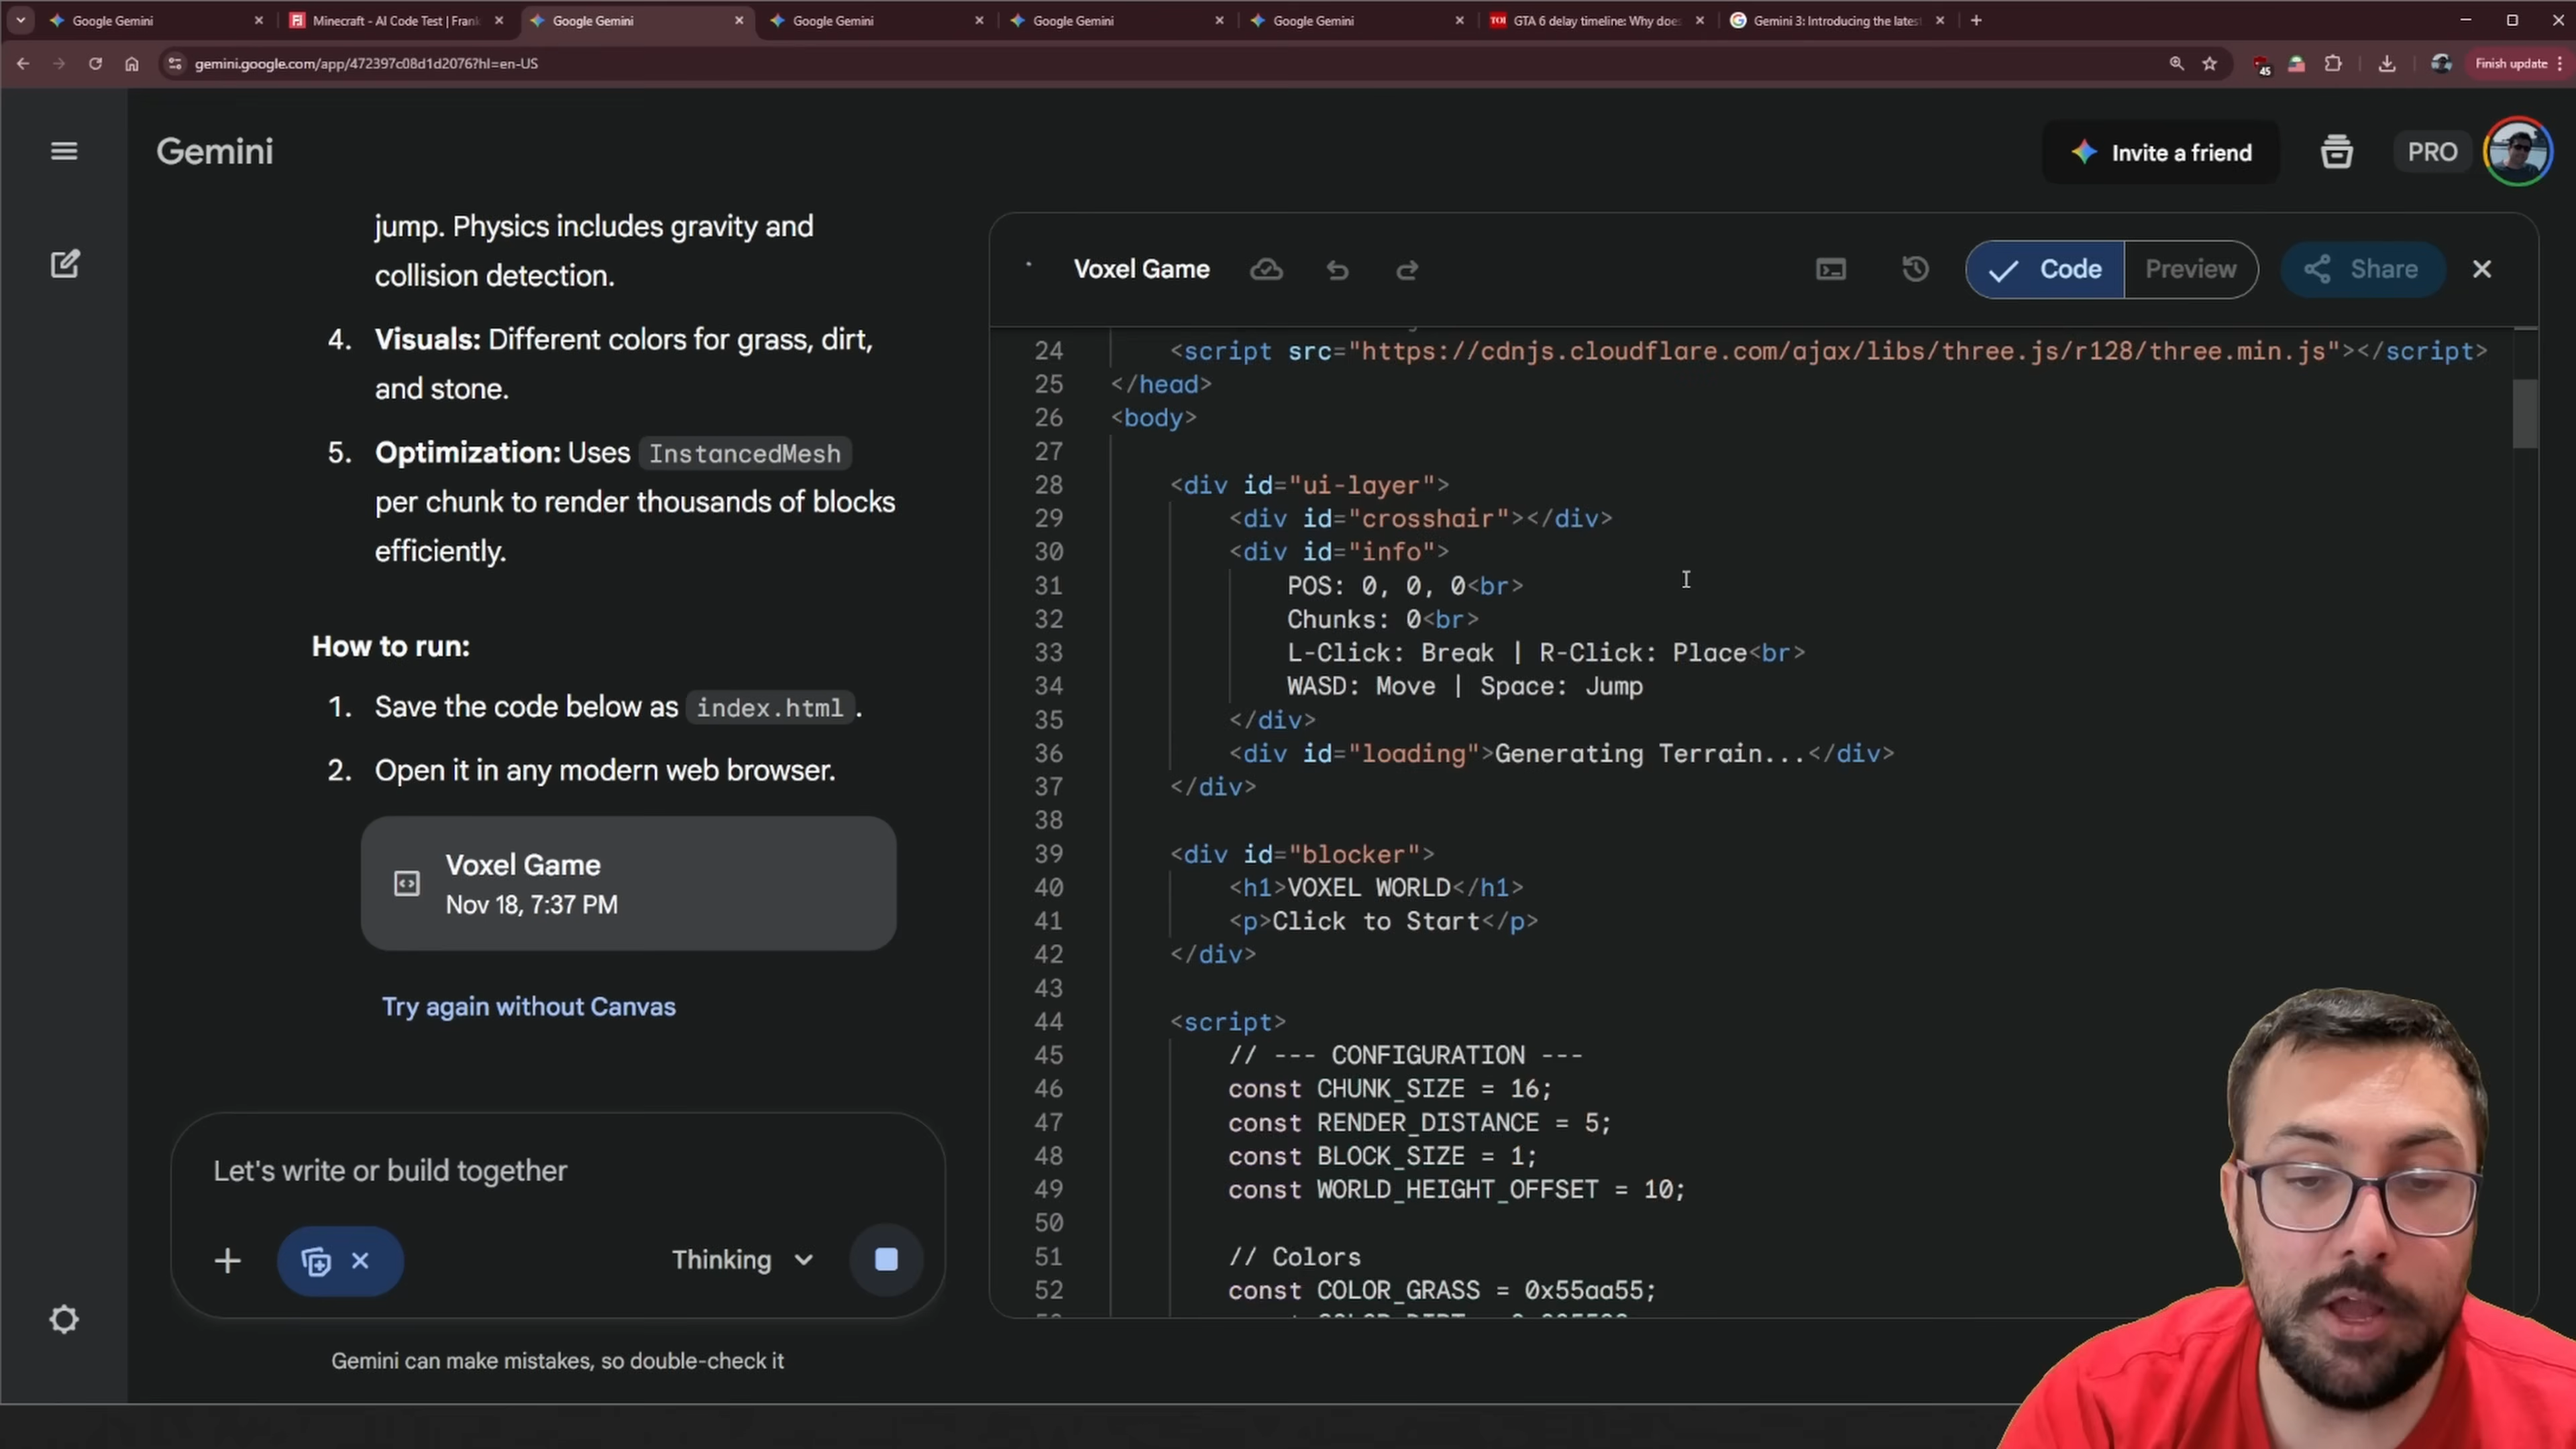 Google Gemini
Minecraft - AI Code Test | Frank
Google Gemini
Google Gemini
Google Gemini
Google Gemini
TOI
GTA 6 delay timeline: Why does
Gemini 3: Introducing the latest
gemini.google.com/app/472397c08d1d2076?hl=en-US
45
Finish update
Gemini
Invite a friend
PRO
jump. Physics includes gravity and
collision detection.
4. Visuals: Different colors for grass, dirt,
and stone.
5. Optimization: Uses InstancedMesh
per chunk to render thousands of blocks
efficiently.
How to run:
1. Save the code below as index.html.
2. Open it in any modern web browser.
Voxel Game
Nov 18, 7:37 PM
Try again without Canvas
Let's write or build together
Thinking
Gemini can make mistakes, so double-check it
Voxel Game
Code
Preview
Share
24 <script src="https://cdnjs.cloudflare.com/ajax/libs/three.js/r128/three.min.js"></script>
25 </head>
26 <body>
27
28 <div id="ui-layer">
29 <div id="crosshair"></div>
30 <div id="info">
31 POS: 0, 0, 0<br>
32 Chunks: 0<br>
33 L-Click: Break | R-Click: Place<br>
34 WASD: Move | Space: Jump
35 </div>
36 <div id="loading">Generating Terrain...</div>
37 </div>
38
39 <div id="blocker">
40 <h1>VOXEL WORLD</h1>
41 <p>Click to Start</p>
42 </div>
43
44 <script>
45 // --- CONFIGURATION ---
46 const CHUNK_SIZE = 16;
47 const RENDER_DISTANCE = 5;
48 const BLOCK_SIZE = 1;
49 const WORLD_HEIGHT_OFFSET = 10;
50
51 // Colors
52 const COLOR_GRASS = 0x55aa55;